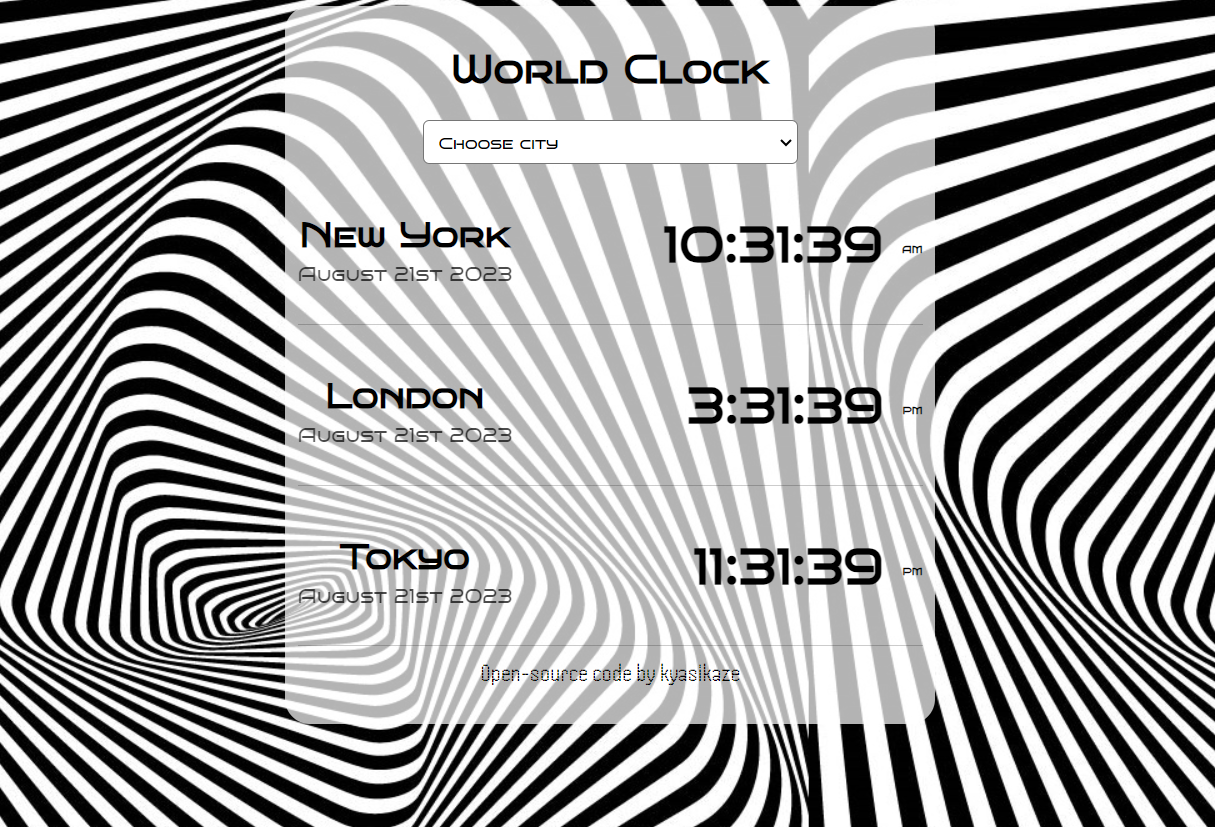 World Clock
Choose city
New York
10:31:39 AM
August 21st 2023
London
3:31:39 PM
August 21st 2023
Tokyo
11:31:39 PM
August 21st 2023
Open-source code by kyasikaze